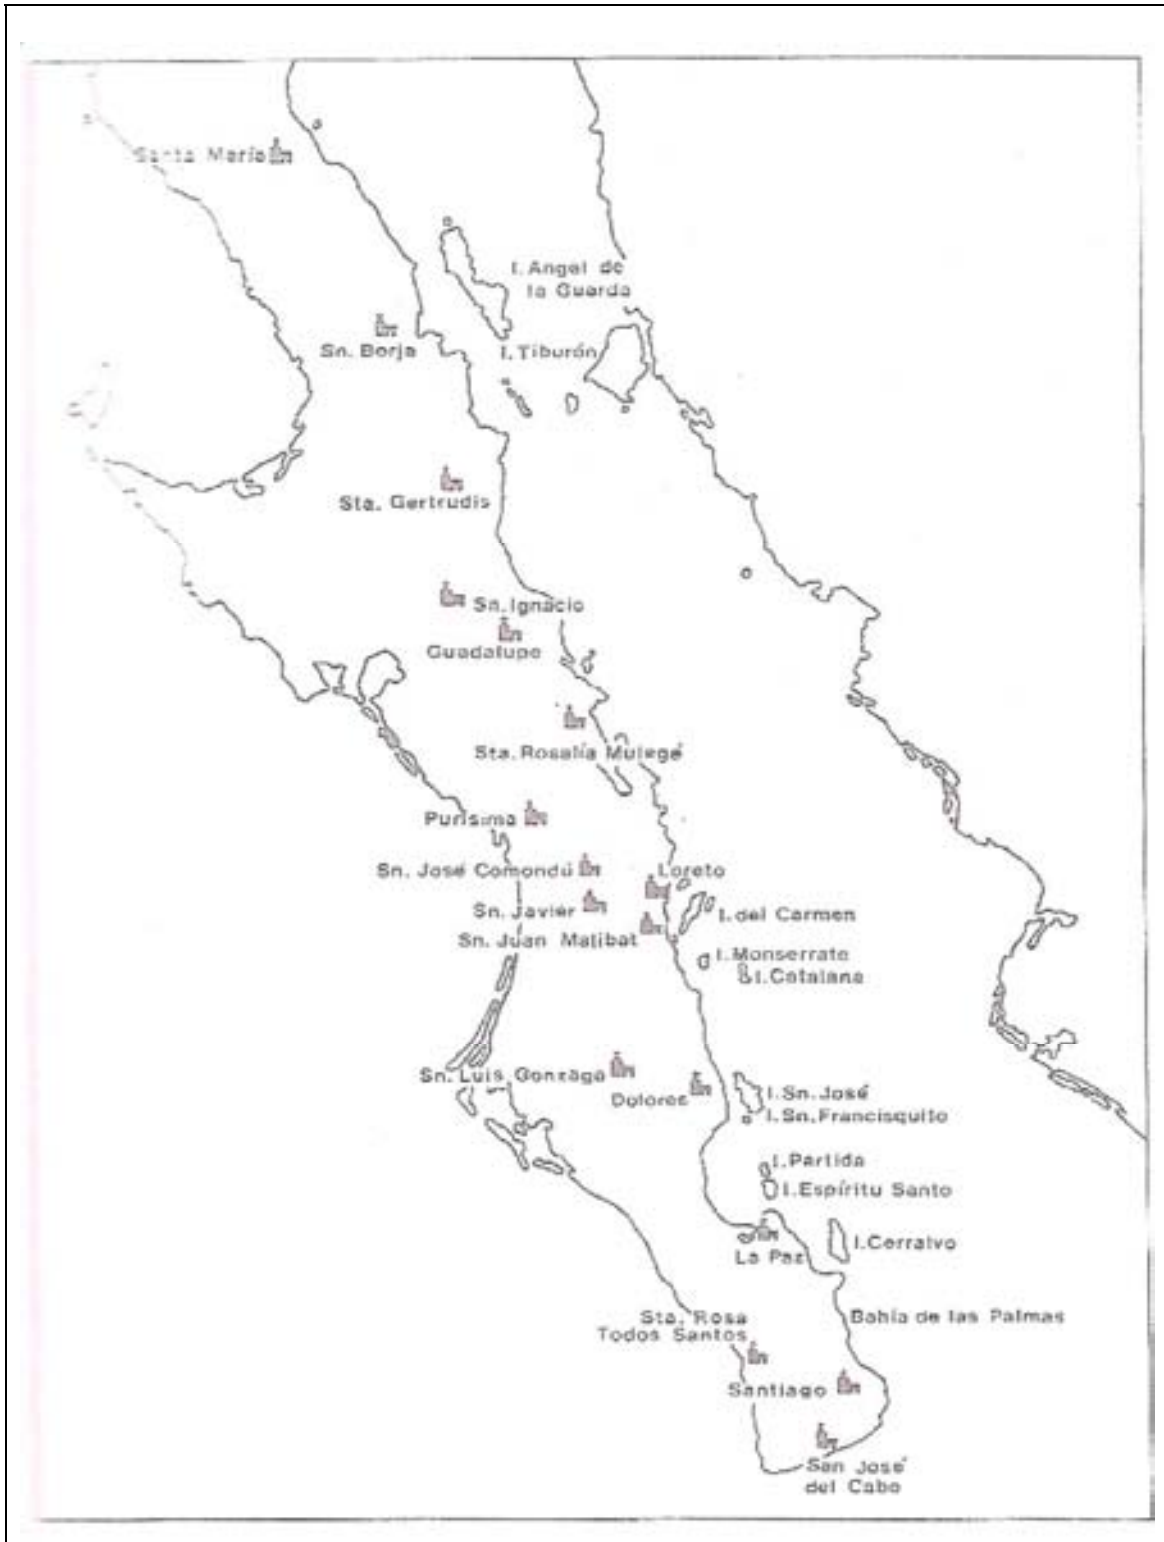 Santa María
I. Angel de
la Guarda
Sn. Borja
I. Tiburón
Sta. Gertrudis
Sn. Ignacio
Guadalupe
Sta. Rosalía Mulegé
Purísima
Sn. José Comondú
Loreto
Sn. Javier
I. del Carmen
Sn. Juan Malibat
I. Monserrate
I. Catalana
Sn. Luis Gonzaga
Dolores
I. Sn. José
I. Sn. Francisquito
I. Partida
I. Espíritu Santo
La Paz
I. Cerralvo
Sta. Rosa
Todos Santos
Bahía de las Palmas
Santiago
San José
del Cabo